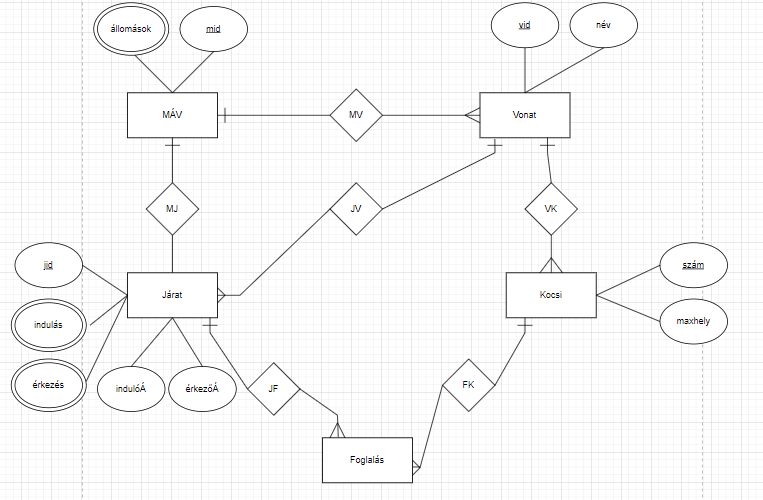 állomások
mid
vid
név
MÁV
MV
Vonat
MJ
JV
VK
jid
Járat
Kocsi
szám
indulás
maxhely
érkezés
indulóÁ
érkezőÁ
JF
FK
Foglalás